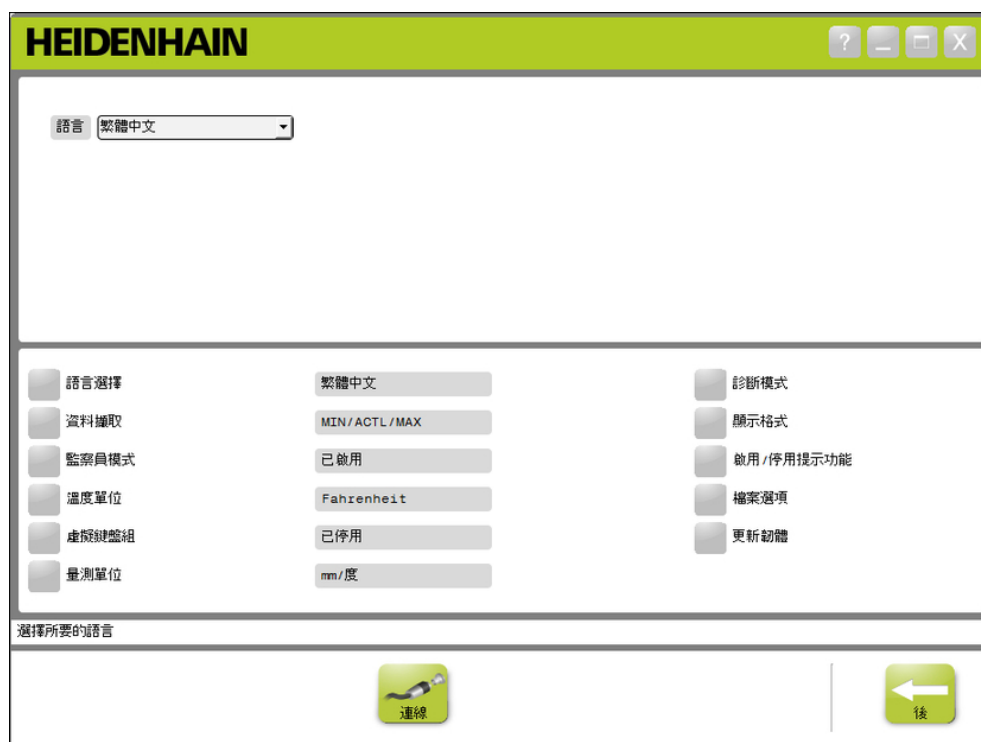 HEIDENHAIN
? _ X
語言 繁體中文
語言選擇 繁體中文 診斷模式
資料擷取 MIN/ACTL/MAX 顯示格式
監察員模式 已啟用 啟用/停用提示功能
溫度單位 Fahrenheit 檔案選項
虛擬鍵盤組 已停用 更新韌體
量測單位 mm/度
選擇所要的語言
連線 後